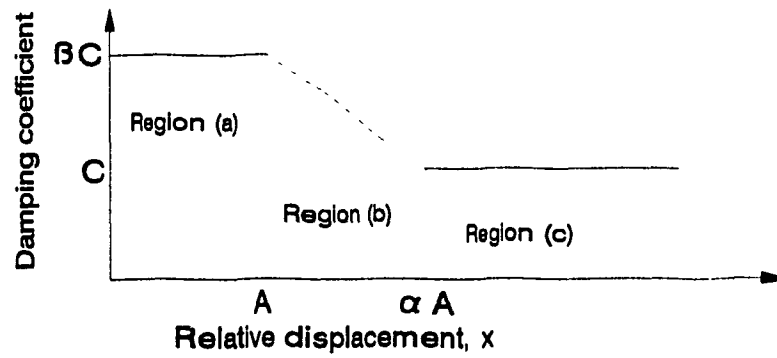 Damping coefficient
βC
Region (a)
C
Region (b)
Region (c)
A
α A
Relative displacement, x